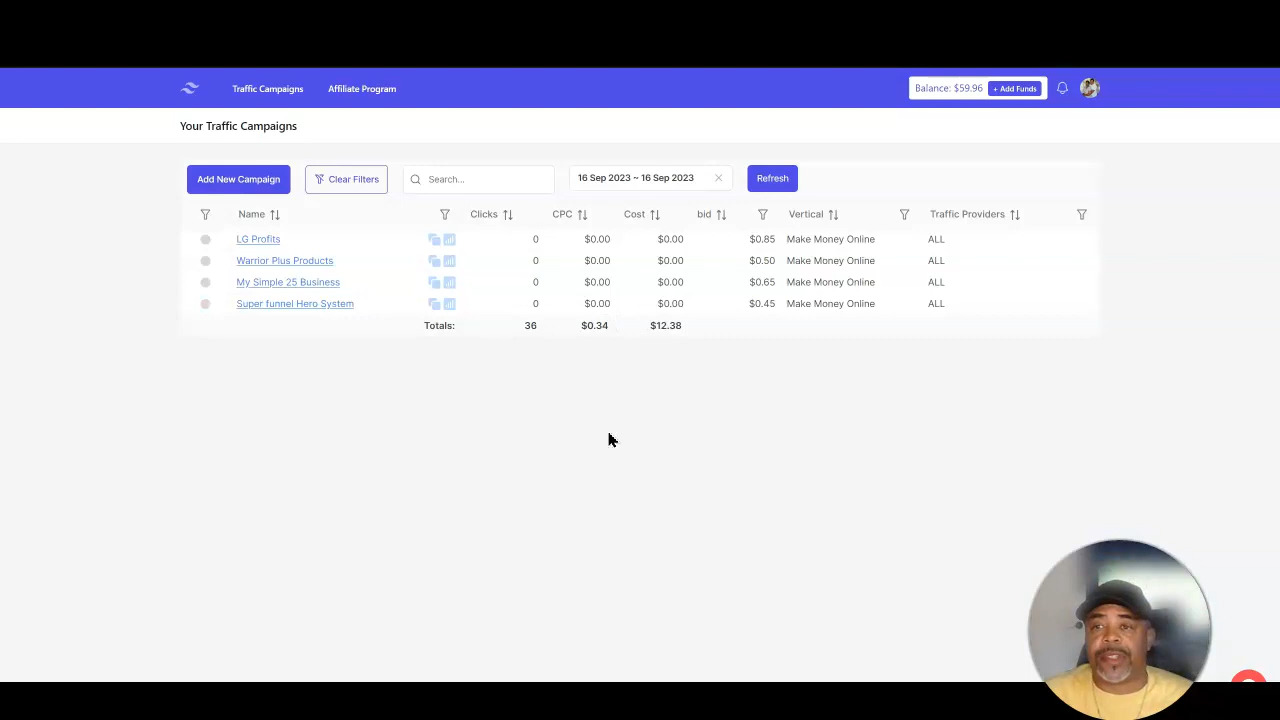 Traffic Campaigns Affiliate Program Balance: $59.96 + Add Funds
Your Traffic Campaigns
Add New Campaign Clear Filters Search... 16 Sep 2023 ~ 16 Sep 2023 Refresh
Name Clicks CPC Cost bid Vertical Traffic Providers
LG Profits 0 $0.00 $0.00 $0.85 Make Money Online ALL
Warrior Plus Products 0 $0.00 $0.00 $0.50 Make Money Online ALL
My Simple 25 Business 0 $0.00 $0.00 $0.65 Make Money Online ALL
Super funnel Hero System 0 $0.00 $0.00 $0.45 Make Money Online ALL
Totals: 36 $0.34 $12.38